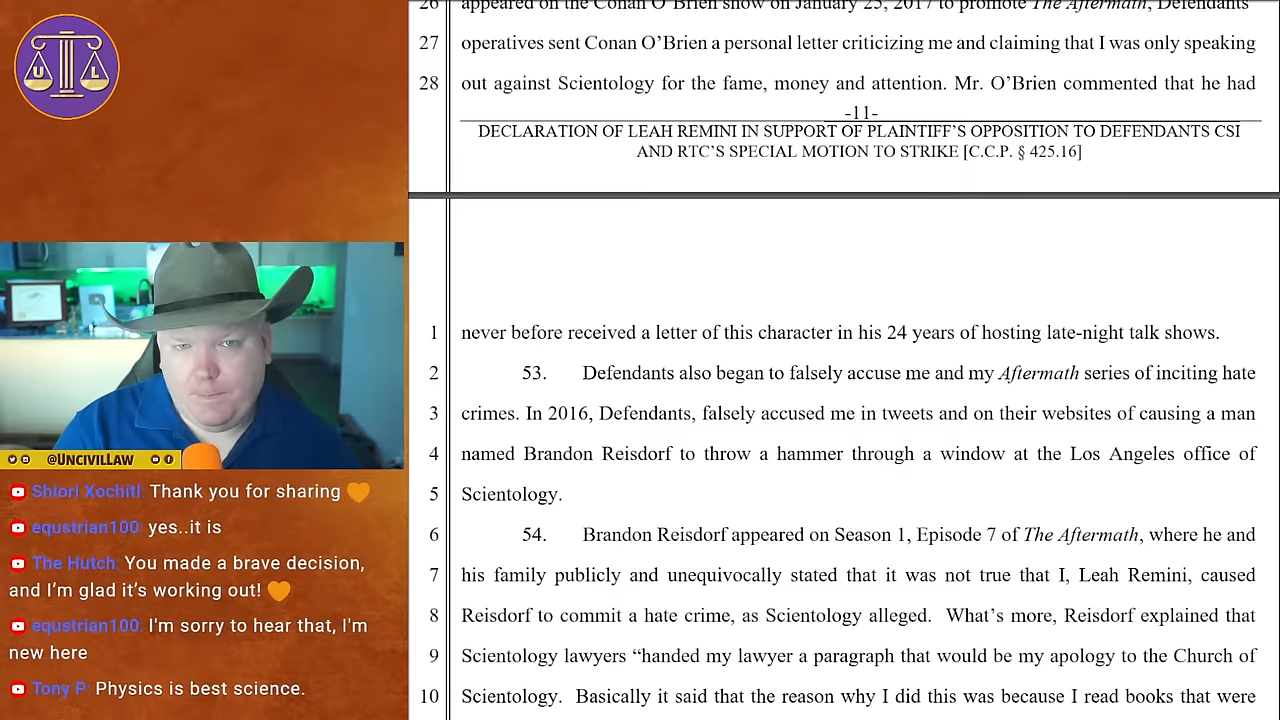 U L
26 appeared on the Conan O'Brien show on January 25, 2017 to promote The Aftermath, Defendants'
27 operatives sent Conan O'Brien a personal letter criticizing me and claiming that I was only speaking
28 out against Scientology for the fame, money and attention. Mr. O'Brien commented that he had
-11-
DECLARATION OF LEAH REMINI IN SUPPORT OF PLAINTIFF'S OPPOSITION TO DEFENDANTS CSI
AND RTC'S SPECIAL MOTION TO STRIKE [C.C.P. § 425.16]
1 never before received a letter of this character in his 24 years of hosting late-night talk shows.
2 53. Defendants also began to falsely accuse me and my Aftermath series of inciting hate
3 crimes. In 2016, Defendants, falsely accused me in tweets and on their websites of causing a man
4 named Brandon Reisdorf to throw a hammer through a window at the Los Angeles office of
5 Scientology.
6 54. Brandon Reisdorf appeared on Season 1, Episode 7 of The Aftermath, where he and
7 his family publicly and unequivocally stated that it was not true that I, Leah Remini, caused
8 Reisdorf to commit a hate crime, as Scientology alleged. What's more, Reisdorf explained that
9 Scientology lawyers “handed my lawyer a paragraph that would be my apology to the Church of
10 Scientology. Basically it said that the reason why I did this was because I read books that were
@UNCIVILLAW
Shiori Xochitl: Thank you for sharing 🧡
equstrian100: yes..it is
The Hutch: You made a brave decision,
and I'm glad it's working out! 🧡
equstrian100: I'm sorry to hear that, I'm
new here
Tony P: Physics is best science.